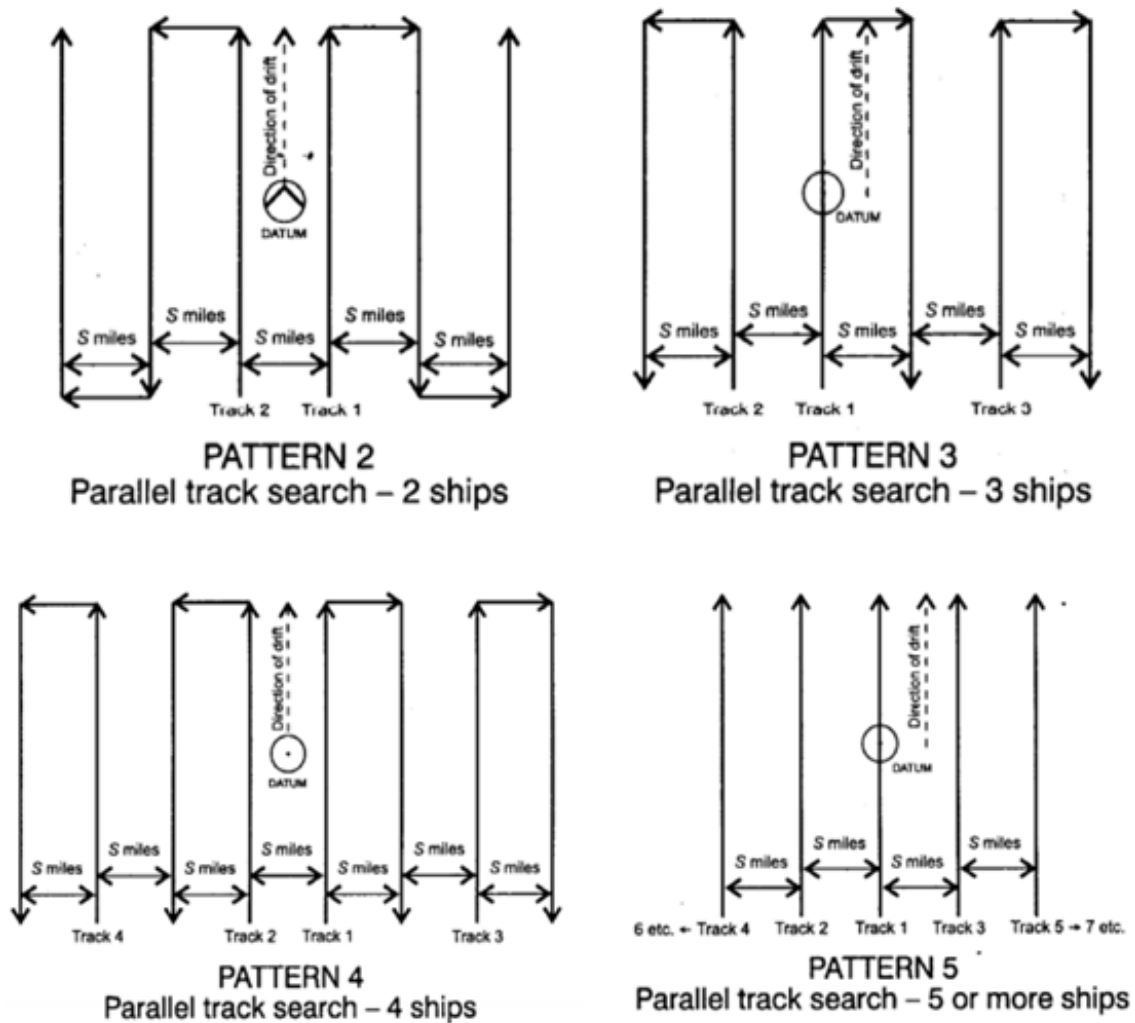 Direction of drift
DATUM
S miles
S miles
S miles
S miles
S miles
Track 2
Track 1
PATTERN 2
Parallel track search – 2 ships
Direction of drift
DATUM
S miles
S miles
S miles
S miles
S miles
Track 2
Track 1
Track 3
PATTERN 3
Parallel track search – 3 ships
Direction of drift
DATUM
S miles
S miles
S miles
S miles
S miles
S miles
S miles
Track 4
Track 2
Track 1
Track 3
PATTERN 4
Parallel track search – 4 ships
Direction of drift
DATUM
S miles
S miles
S miles
S miles
6 etc. ← Track 4
Track 2
Track 1
Track 3
Track 5 → 7 etc.
PATTERN 5
Parallel track search – 5 or more ships